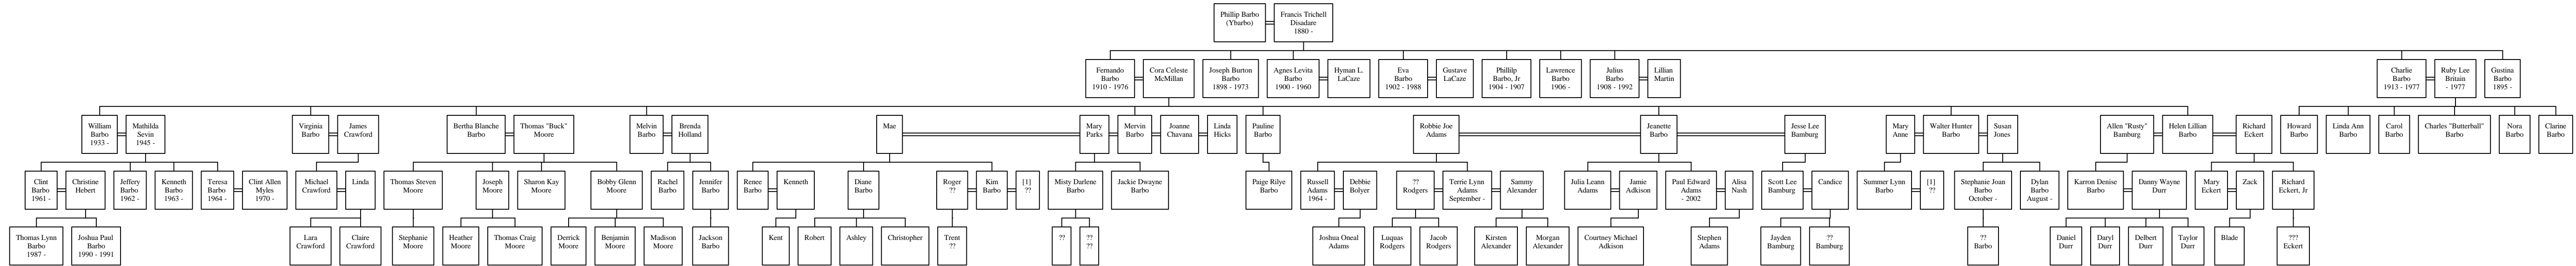 Phillip Barbo
(Ybarbo)
Francis Trichell
Disadare
1880 -
Fernando
Barbo
1910 - 1976
Cora Celeste
McMillan
Joseph Burton
Barbo
1898 - 1973
Agnes Levita
Barbo
1900 - 1960
Hyman L.
LaCaze
Eva
Barbo
1902 - 1988
Gustave
LaCaze
Phillilp
Barbo, Jr
1904 - 1907
Lawrence
Barbo
1906 -
Julius
Barbo
1908 - 1992
Lillian
Martin
Charlie
Barbo
1913 - 1977
Ruby Lee
Britain
- 1977
Gustina
Barbo
1895 -
William
Barbo
1933 -
Mathilda
Sevin
1945 -
Virginia
Barbo
James
Crawford
Bertha Blanche
Barbo
Thomas "Buck"
Moore
Melvin
Barbo
Brenda
Holland
Mae
Mary
Parks
Mervin
Barbo
Joanne
Chavana
Linda
Hicks
Pauline
Barbo
Robbie Joe
Adams
Jeanette
Barbo
Jesse Lee
Bamburg
Mary
Anne
Walter Hunter
Barbo
Susan
Jones
Allen "Rusty"
Bamburg
Helen Lillian
Barbo
Richard
Eckert
Howard
Barbo
Linda Ann
Barbo
Carol
Barbo
Charles "Butterball"
Barbo
Nora
Barbo
Clarine
Barbo
Clint
Barbo
1961 -
Christine
Hebert
Jeffery
Barbo
1962 -
Kenneth
Barbo
1963 -
Teresa
Barbo
1964 -
Clint Allen
Myles
1970 -
Michael
Crawford
Linda
Thomas Steven
Moore
Joseph
Moore
Sharon Kay
Moore
Bobby Glenn
Moore
Rachel
Barbo
Jennifer
Barbo
Renee
Barbo
Kenneth
Diane
Barbo
Roger
??
Kim
Barbo
[1]
??
Misty Darlene
Barbo
Jackie Dwayne
Barbo
Paige Rilye
Barbo
Russell
Adams
1964 -
Debbie
Bolyer
??
Rodgers
Terrie Lynn
Adams
September -
Sammy
Alexander
Julia Leann
Adams
Jamie
Adkison
Paul Edward
Adams
- 2002
Alisa
Nash
Scott Lee
Bamburg
Candice
Summer Lynn
Barbo
[1]
??
Stephanie Joan
Barbo
October -
Dylan
Barbo
August -
Karron Denise
Barbo
Danny Wayne
Durr
Mary
Eckert
Zack
Richard
Eckert, Jr
Thomas Lynn
Barbo
1987 -
Joshua Paul
Barbo
1990 - 1991
Lara
Crawford
Claire
Crawford
Stephanie
Moore
Heather
Moore
Thomas Craig
Moore
Derrick
Moore
Benjamin
Moore
Madison
Moore
Jackson
Barbo
Kent
Robert
Ashley
Christopher
Trent
??
??
??
??
Joshua Oneal
Adams
Luquas
Rodgers
Jacob
Rodgers
Kirsten
Alexander
Morgan
Alexander
Courtney Michael
Adkison
Stephen
Adams
Jayden
Bamburg
??
Bamburg
??
Barbo
Daniel
Durr
Daryl
Durr
Delbert
Durr
Taylor
Durr
Blade
???
Eckert